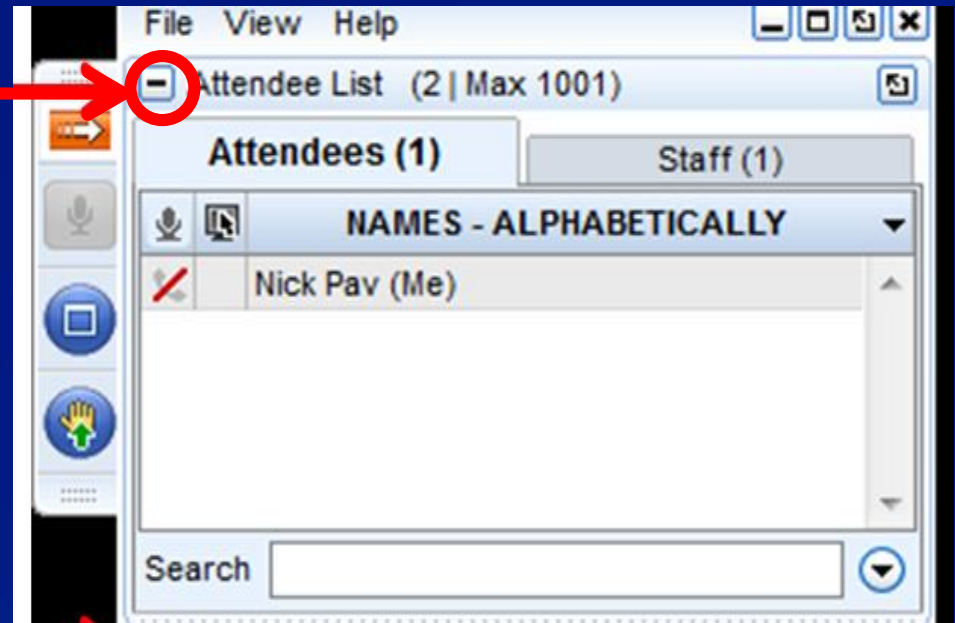 File View Help
Attendee List (2 | Max 1001)
Attendees (1) Staff (1)
NAMES - ALPHABETICALLY
Nick Pav (Me)
Search